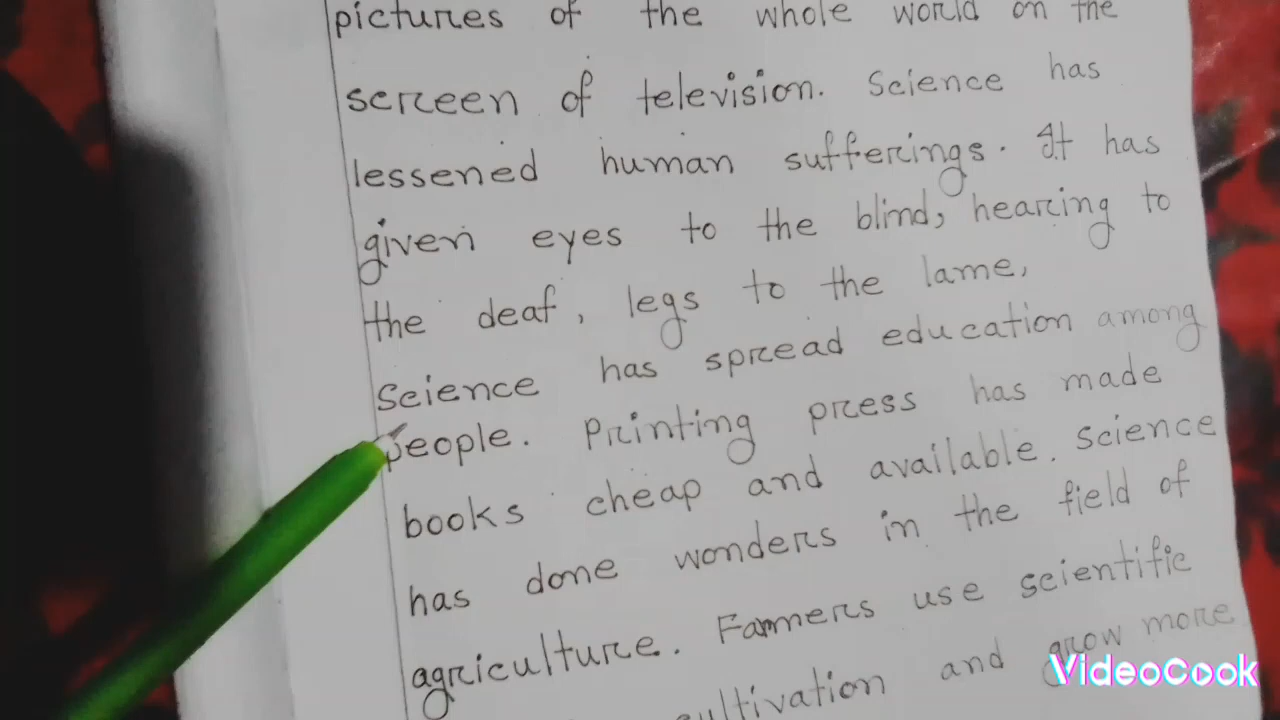 pictures of the whole world on the
screen of television. Science has
lessened human sufferings. It has
given eyes to the blind, hearing to
the deaf, legs to the lame,
Science has spread education among
people. Printing press has made
books cheap and available. Science
has done wonders in the field of
agriculture. Farmers use scientific
cultivation and grow more
VideoCook